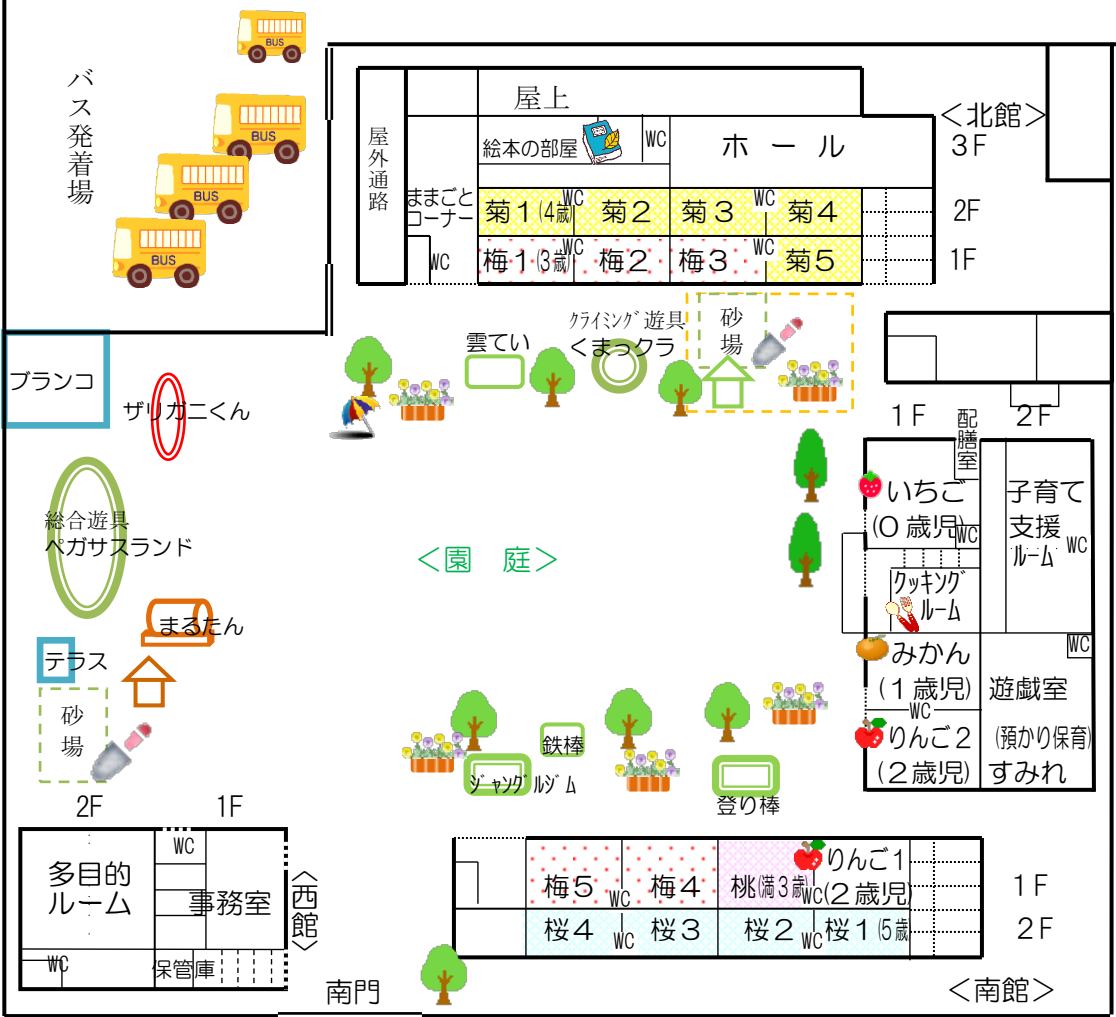 バス発着場
BUS
BUS
BUS
BUS
屋上
屋外通路
絵本の部屋
WC
ホール
<北館>
3F
ままごと
コーナー
菊1(4歳)
WC
菊2
菊3
WC
菊4
2F
WC
梅1(3歳)
WC
梅2
梅3
WC
菊5
1F
ブランコ
ザリガニくん
雲てい
クライミング遊具
くまっクラ
砂場
総合遊具
ペガサスランド
まるたん
テラス
砂場
<園 庭>
1F
配膳室
2F
いちご
(0歳児)
WC
子育て
支援
ルーム
WC
クッキング
ルーム
みかん
(1歳児)
WC
WC
遊戯室
りんご2
(2歳児)
(預かり保育)
すみれ
鉄棒
ジャングルジム
登り棒
2F
1F
多目的
ルーム
WC
事務室
<西館>
WC
保管庫
梅5
WC
梅4
桃(満3歳)
WC
りんご1
(2歳児)
1F
桜4
WC
桜3
桜2
WC
桜1(5歳
2F
南門
<南館>